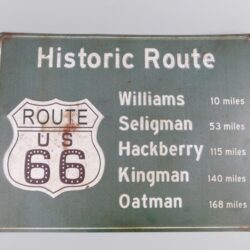 Historic Route
ROUTE
US
66
Williams 10 miles
Seligman 53 miles
Hackberry 115 miles
Kingman 140 miles
Oatman 168 miles